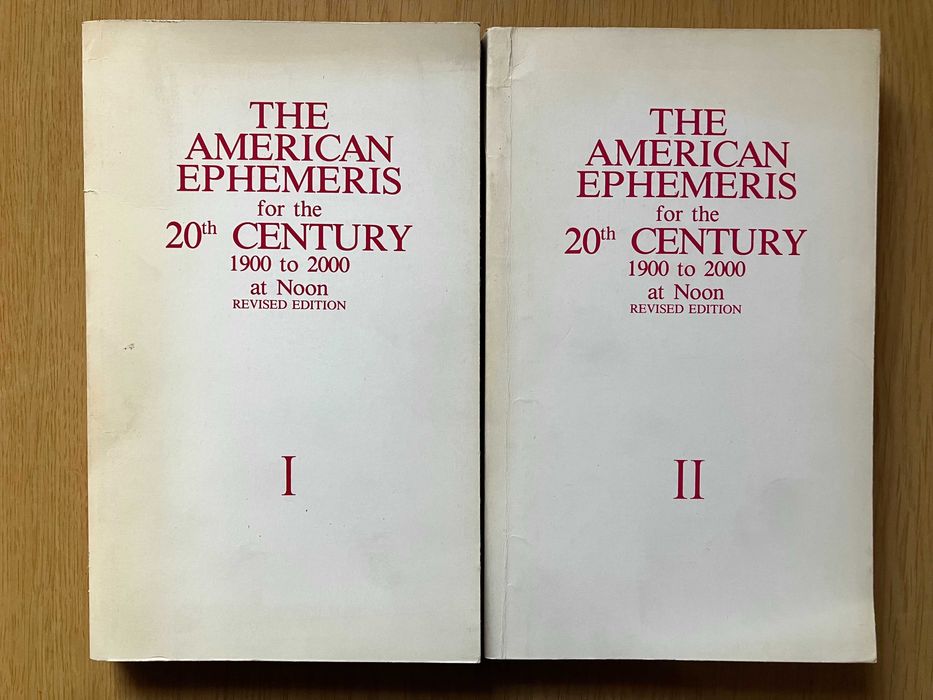 THE
AMERICAN
EPHEMERIS
for the
20th CENTURY
1900 to 2000
at Noon
REVISED EDITION
I
THE
AMERICAN
EPHEMERIS
for the
20th CENTURY
1900 to 2000
at Noon
REVISED EDITION
II